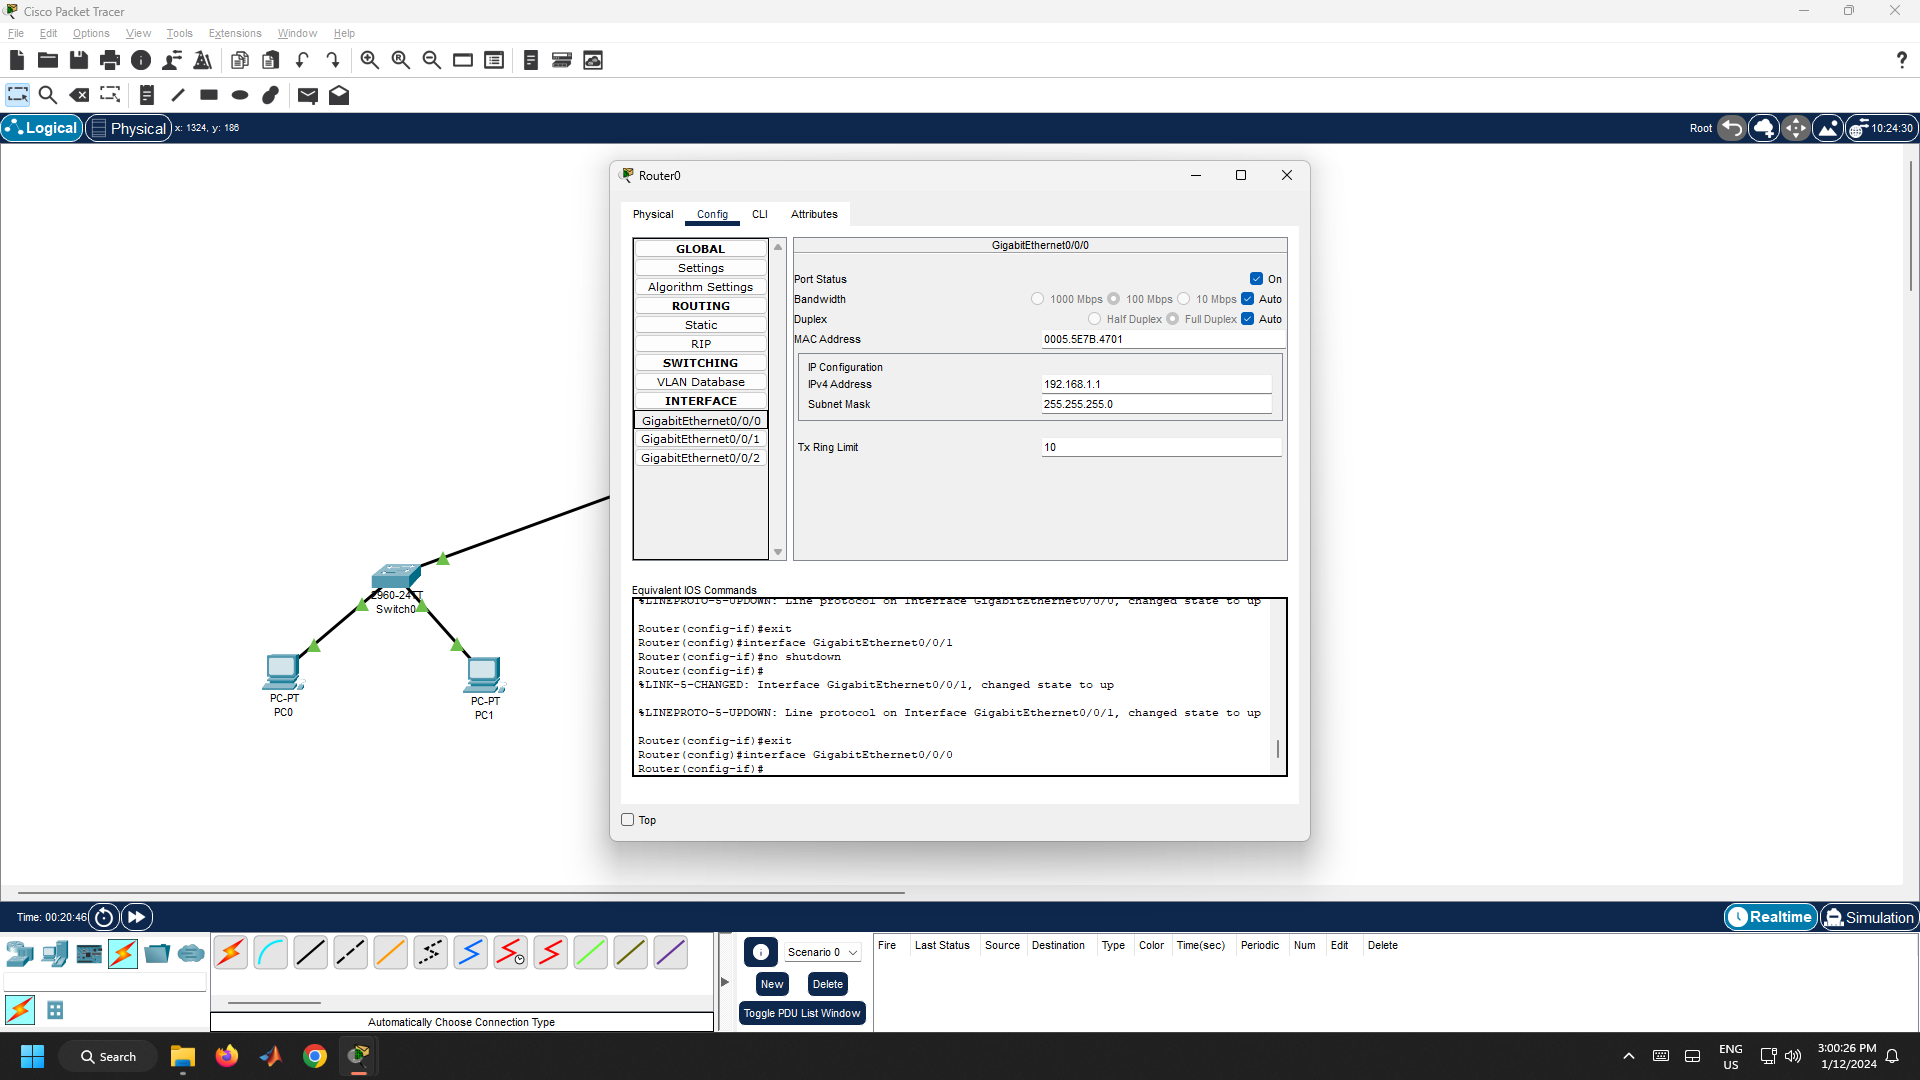 Cisco Packet Tracer
File Edit Options View Tools Extensions Window Help
Logical Physical x: 1324, y: 186 Root 10:24:30
Router0
Physical Config CLI Attributes
GLOBAL
Settings
Algorithm Settings
ROUTING
Static
RIP
SWITCHING
VLAN Database
INTERFACE
GigabitEthernet0/0/0
GigabitEthernet0/0/1
GigabitEthernet0/0/2
GigabitEthernet0/0/0
Port Status On
Bandwidth 1000 Mbps 100 Mbps 10 Mbps Auto
Duplex Half Duplex Full Duplex Auto
MAC Address 0005.5E7B.4701
IP Configuration
IPv4 Address 192.168.1.1
Subnet Mask 255.255.255.0
Tx Ring Limit 10
Equivalent IOS Commands
%LINEPROTO-5-UPDOWN: Line protocol on Interface GigabitEthernet0/0/0, changed state to up
Router(config-if)#exit
Router(config)#interface GigabitEthernet0/0/1
Router(config-if)#no shutdown
Router(config-if)#
%LINK-5-CHANGED: Interface GigabitEthernet0/0/1, changed state to up
%LINEPROTO-5-UPDOWN: Line protocol on Interface GigabitEthernet0/0/1, changed state to up
Router(config-if)#exit
Router(config)#interface GigabitEthernet0/0/0
Router(config-if)#
Top
2960-24TT
Switch0
PC-PT
PC0
PC-PT
PC1
Time: 00:20:46 Realtime Simulation
Scenario 0
New Delete
Toggle PDU List Window
Fire Last Status Source Destination Type Color Time(sec) Periodic Num Edit Delete
Automatically Choose Connection Type
Search
ENG
US
3:00:26 PM
1/12/2024